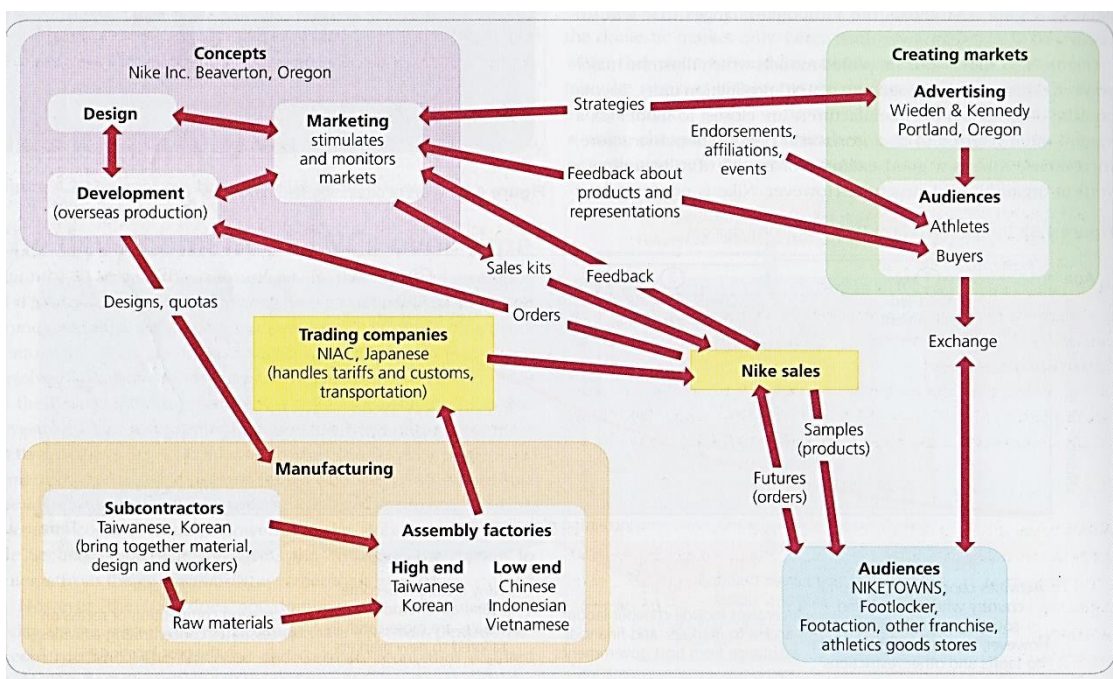 Concepts
Nike Inc. Beaverton, Oregon
Design
Development
(overseas production)
Marketing
stimulates
and monitors
markets
Strategies
Endorsements,
affiliations,
events
Feedback about
products and
representations
Creating markets
Advertising
Wieden & Kennedy
Portland, Oregon
Audiences
Athletes
Buyers
Sales kits
Feedback
Orders
Designs, quotas
Trading companies
NIAC, Japanese
(handles tariffs and customs,
transportation)
Nike sales
Exchange
Samples
(products)
Futures
(orders)
Manufacturing
Subcontractors
Taiwanese, Korean
(bring together material,
design and workers)
Raw materials
Assembly factories
High end
Taiwanese
Korean
Low end
Chinese
Indonesian
Vietnamese
Audiences
NIKETOWNS,
Footlocker,
Footaction, other franchise,
athletics goods stores